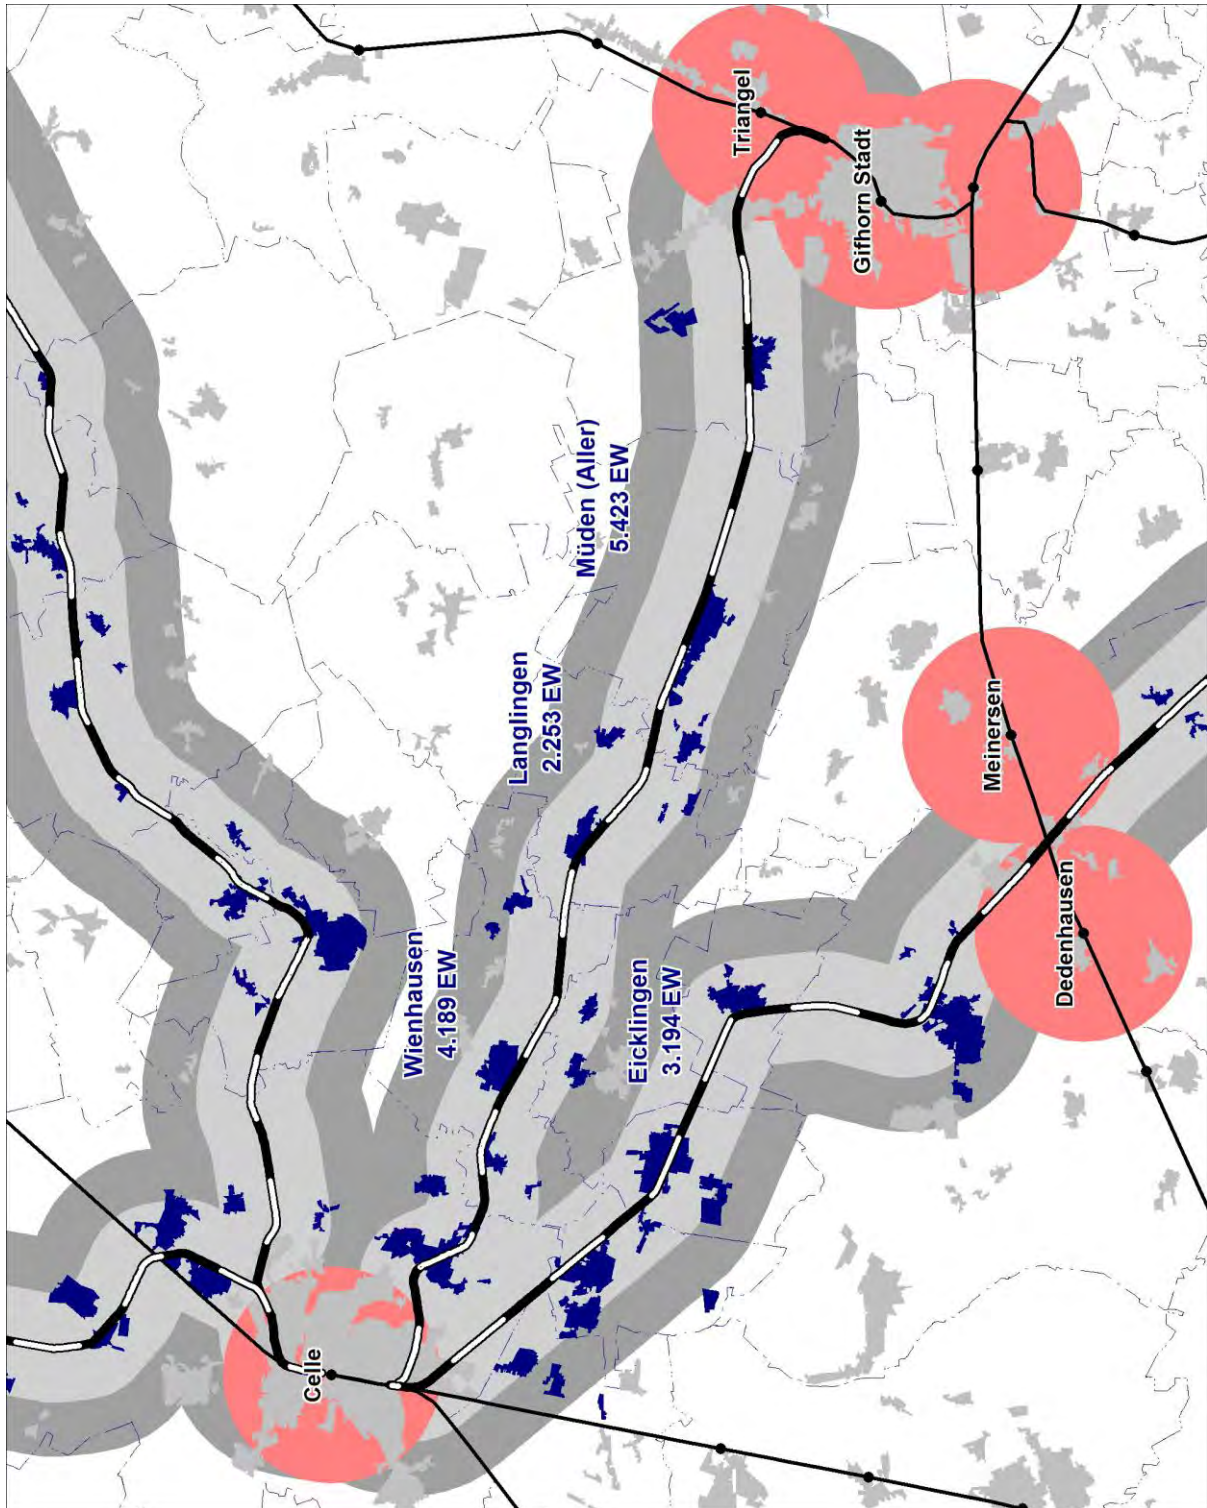 Celle
Wienhausen
4.189 EW
Langlingen
2.253 EW
Müden (Aller)
5.423 EW
Triangel
Gifhorn Stadt
Eicklingen
3.194 EW
Dedenhausen
Meinersen